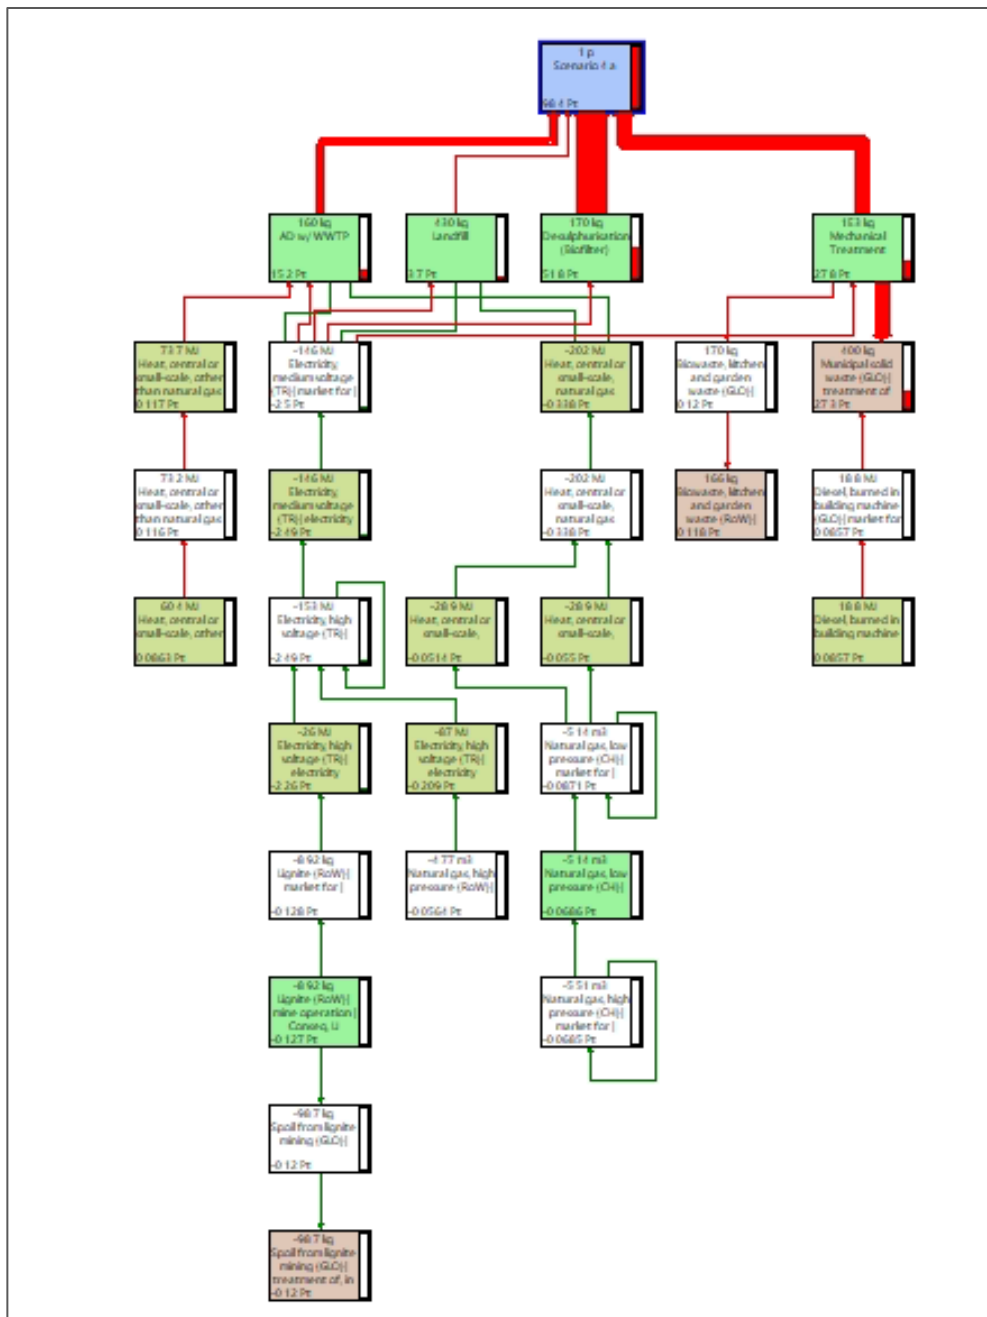 1 p
Scenario 4 a
98.4 Pt
160 kg
AD w/ WWTP
15.2 Pt
430 kg
Landfill
3.7 Pt
170 kg
Desulphurisation
(Biofilter)
51.8 Pt
153 kg
Mechanical
Treatment
27.8 Pt
73.7 MJ
Heat, central or
small-scale, other
than natural gas
0.117 Pt
-146 MJ
Electricity,
medium voltage
{TR}| market for |
-2.5 Pt
-202 MJ
Heat, central or
small-scale,
natural gas
-0.338 Pt
170 kg
Biowaste, kitchen
and garden
waste {GLO}|
0.12 Pt
400 kg
Municipal solid
waste {GLO}|
treatment of
27.3 Pt
73.2 MJ
Heat, central or
small-scale, other
than natural gas
0.116 Pt
-146 MJ
Electricity,
medium voltage
{TR}| electricity
-2.49 Pt
-202 MJ
Heat, central or
small-scale,
natural gas
-0.338 Pt
166 kg
Biowaste, kitchen
and garden
waste {RoW}|
0.118 Pt
18.8 MJ
Diesel, burned in
building machine
{GLO}| market for
0.0857 Pt
60.4 MJ
Heat, central or
small-scale, other
0.0863 Pt
-153 MJ
Electricity, high
voltage {TR}|
-2.49 Pt
-28.9 MJ
Heat, central or
small-scale,
-0.0514 Pt
-28.9 MJ
Heat, central or
small-scale,
-0.055 Pt
18.8 MJ
Diesel, burned in
building machine
0.0857 Pt
-26 MJ
Electricity, high
voltage {TR}|
electricity
-2.26 Pt
-87 MJ
Electricity, high
voltage {TR}|
electricity
-0.209 Pt
-5.14 m3
Natural gas, low
pressure {CH}|
market for |
-0.0871 Pt
-8.92 kg
Lignite {RoW}|
market for |
-0.128 Pt
-4.77 m3
Natural gas, high
pressure {RoW}|
-0.0564 Pt
-5.14 m3
Natural gas, low
pressure {CH}|
-0.0686 Pt
-8.92 kg
Lignite {RoW}|
mine operation |
Conseq, U
-0.127 Pt
-5.51 m3
Natural gas, high
pressure {CH}|
market for |
-0.0685 Pt
-98.7 kg
Spoil from lignite
mining {GLO}|
-0.12 Pt
-98.7 kg
Spoil from lignite
mining {GLO}|
treatment of, in
-0.12 Pt